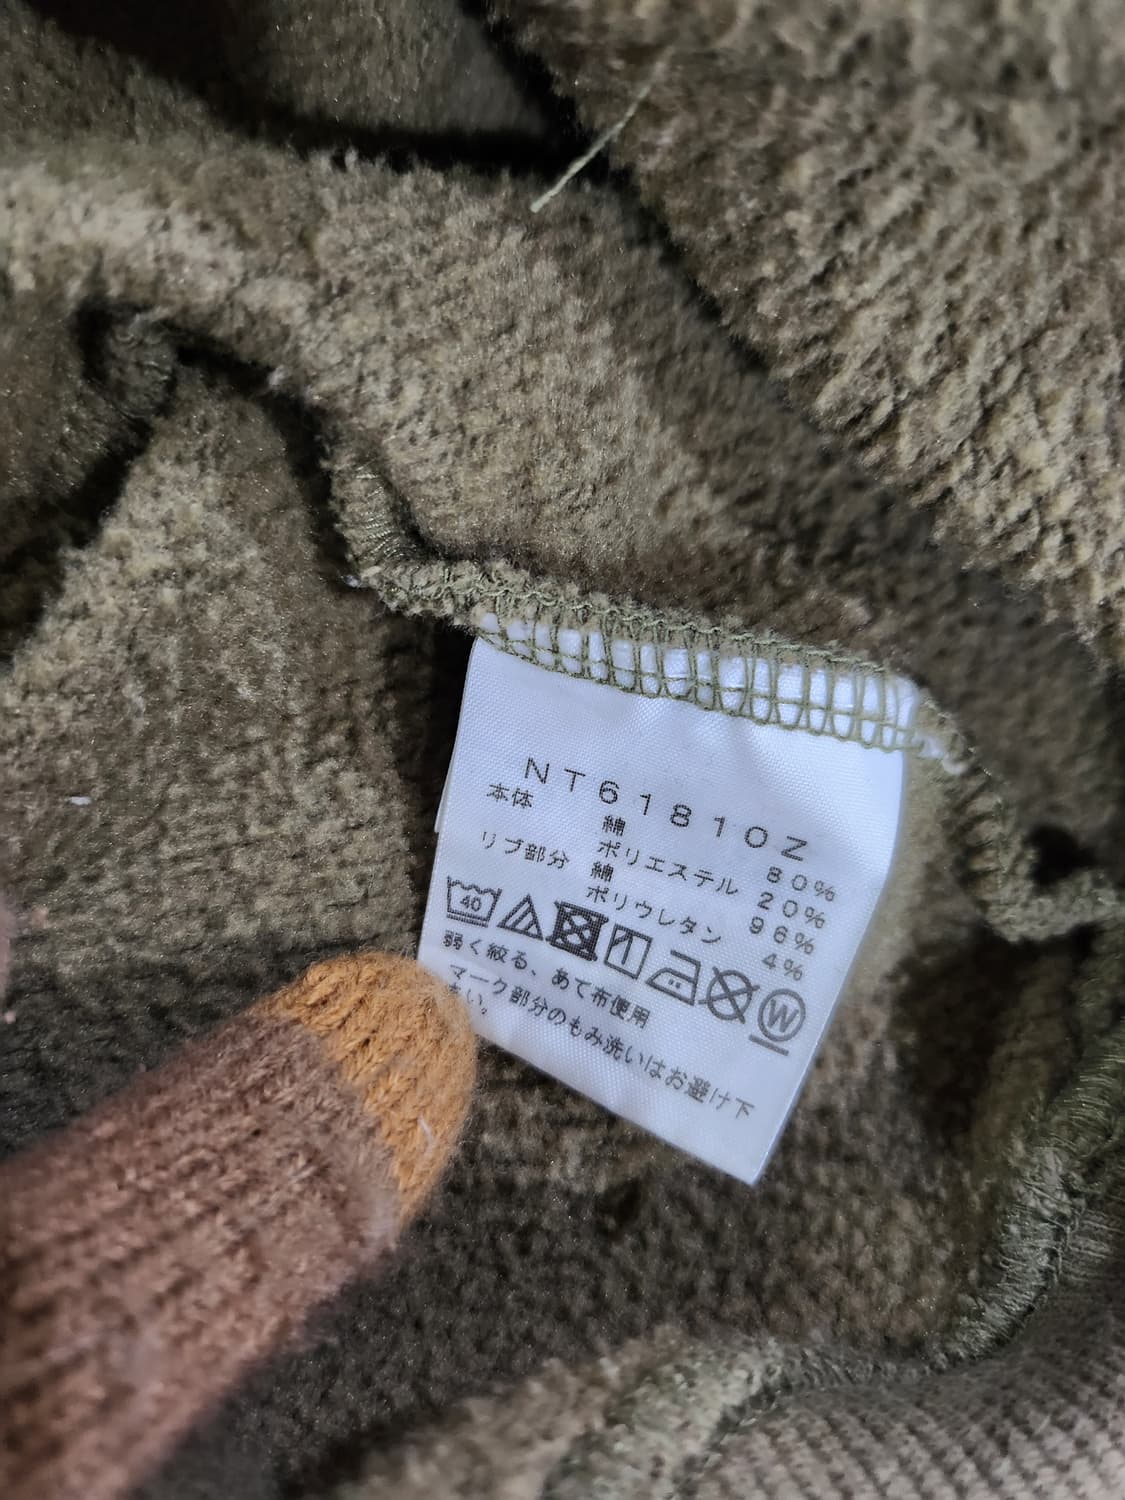 NT61810Z
本体 綿 80%
ポリエステル 20%
リブ部分 綿 96%
ポリウレタン 4%
40 W
弱く絞る、あて布使用
マーク部分のもみ洗いはお避け下
さい。